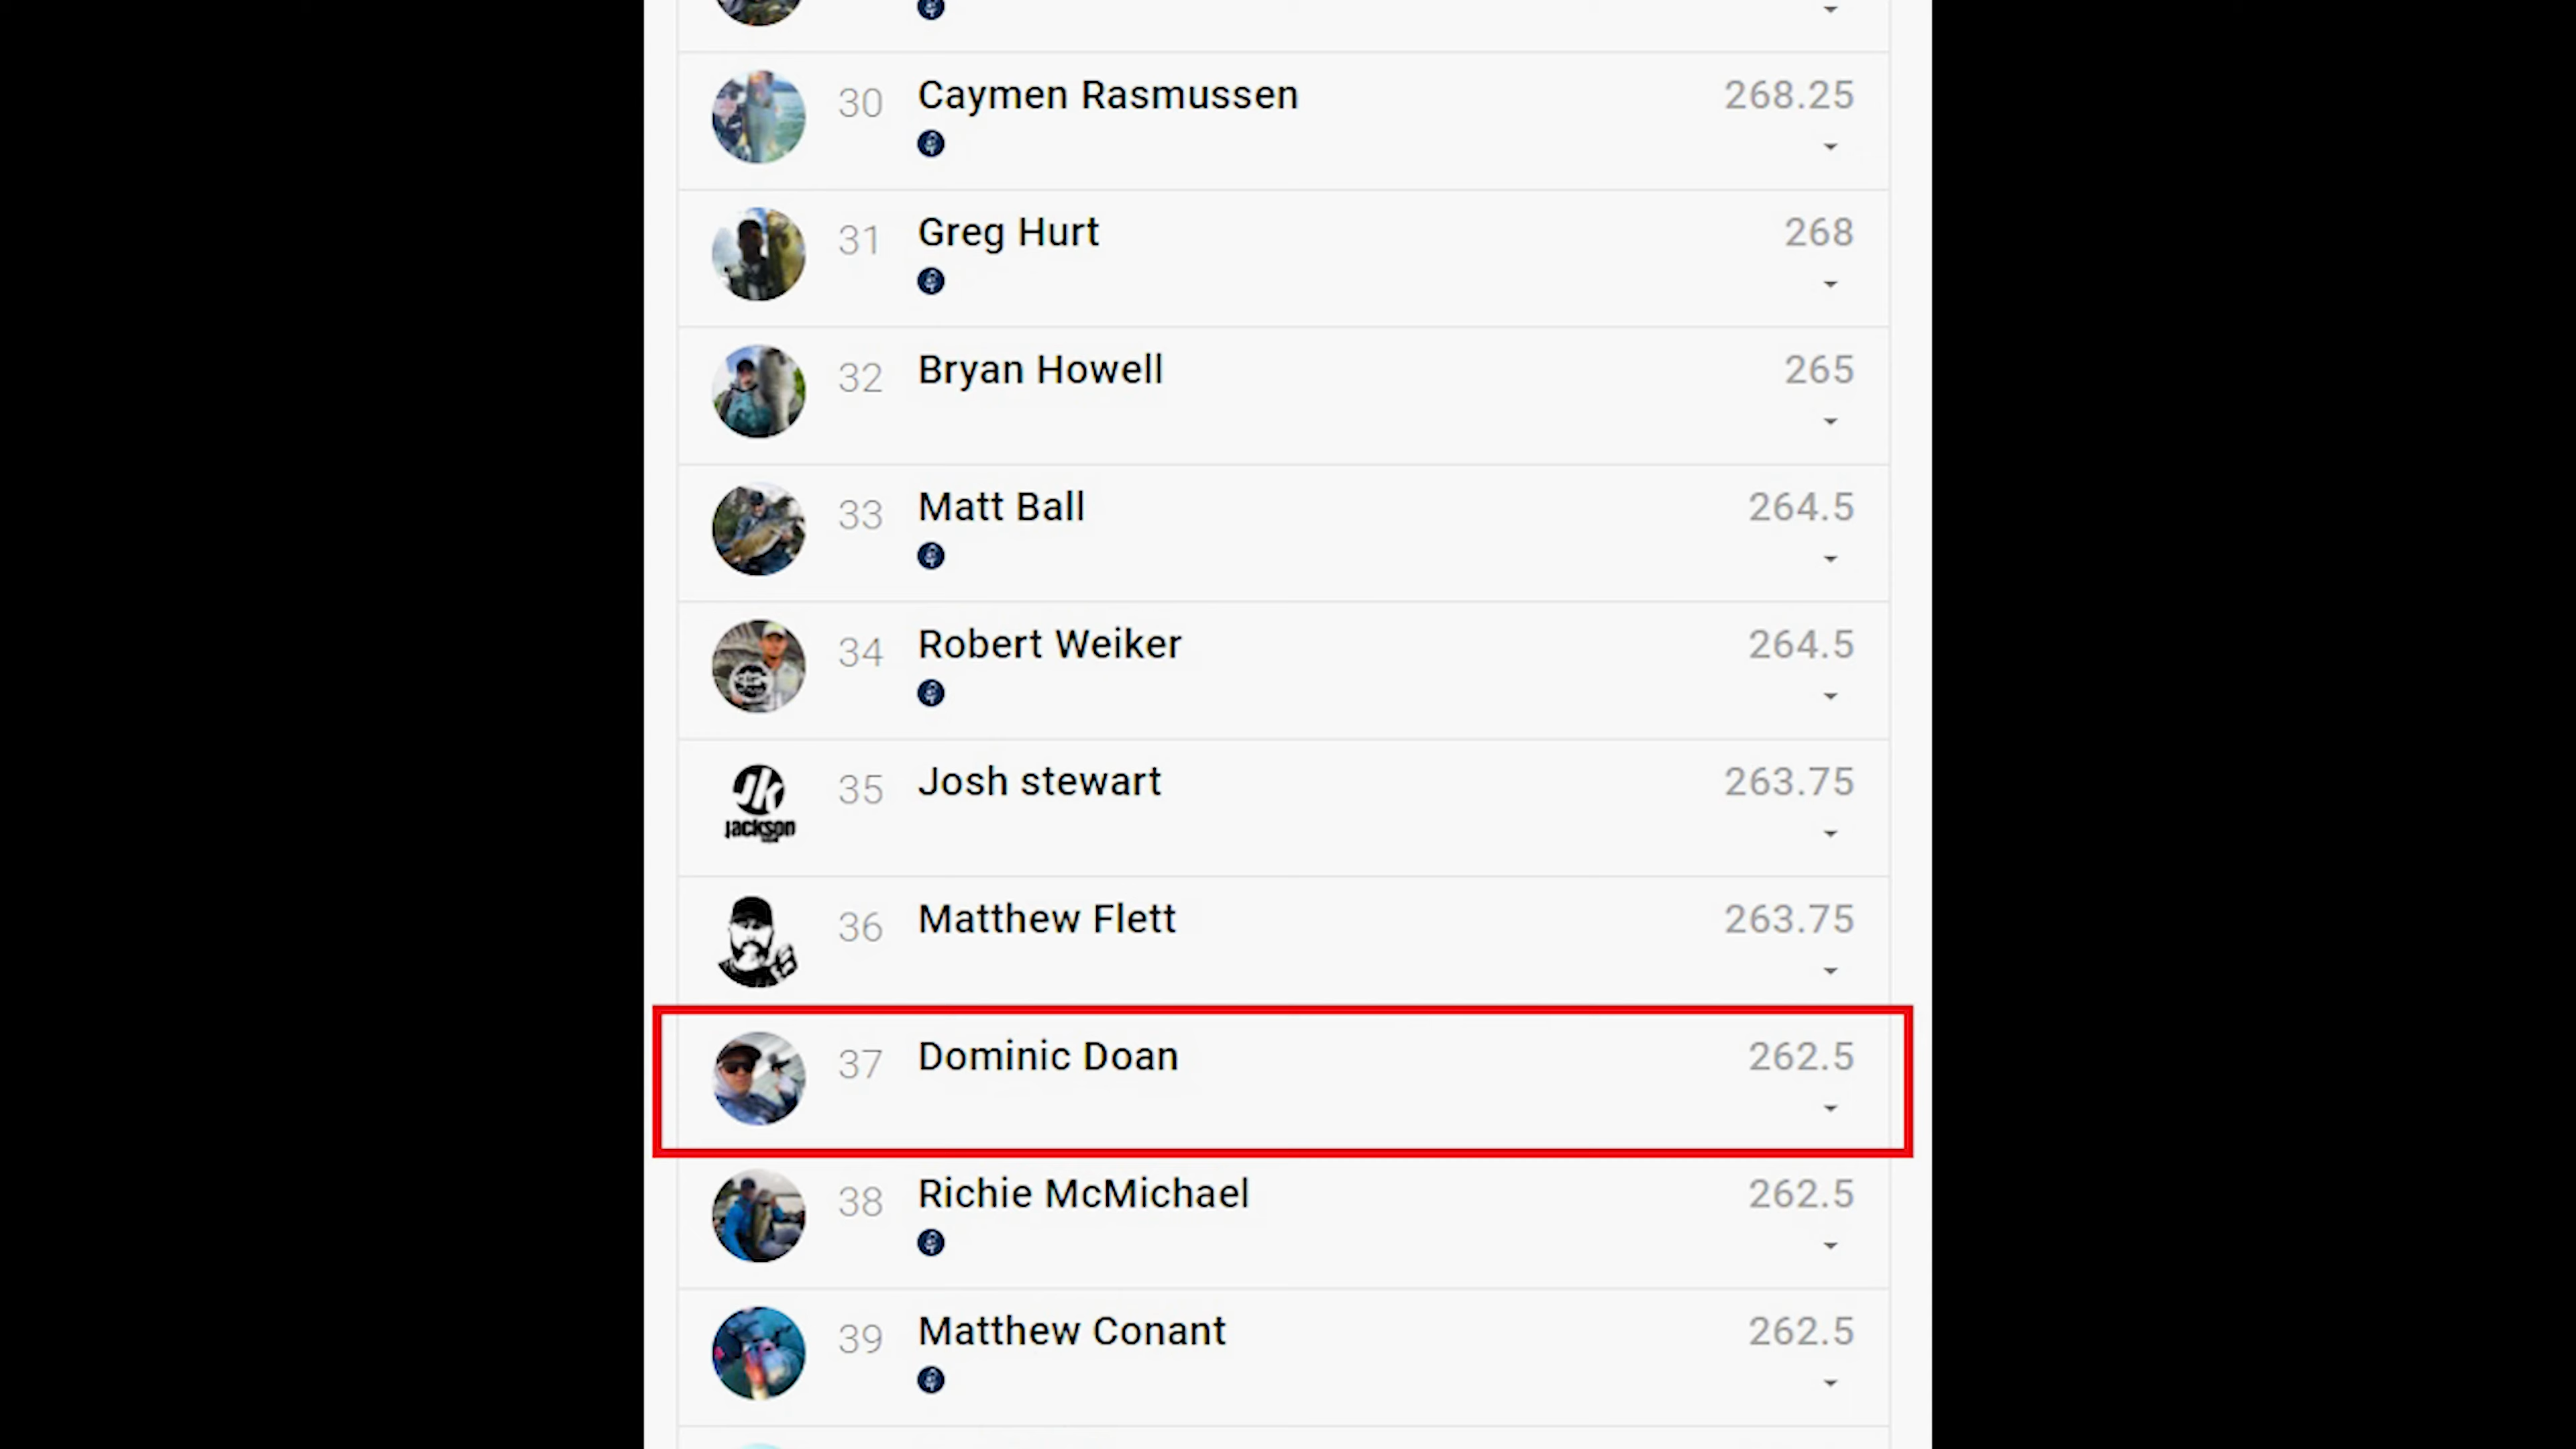 30 Caymen Rasmussen 268.25
31 Greg Hurt 268
32 Bryan Howell 265
33 Matt Ball 264.5
34 Robert Weiker 264.5
JK
Jackson
35 Josh stewart 263.75
36 Matthew Flett 263.75
37 Dominic Doan 262.5
38 Richie McMichael 262.5
39 Matthew Conant 262.5